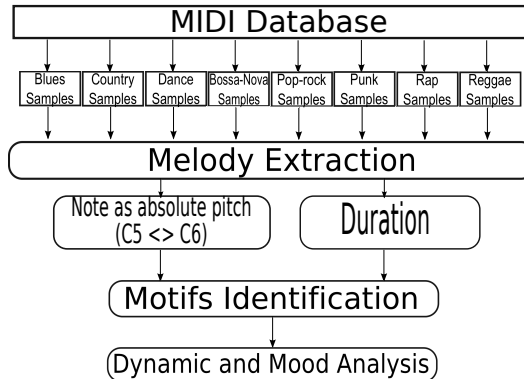 MIDI Database
Blues Samples
Country Samples
Dance Samples
Bossa-Nova Samples
Pop-rock Samples
Punk Samples
Rap Samples
Reggae Samples
Melody Extraction
Note as absolute pitch
(C5 <> C6)
Duration
Motifs Identification
Dynamic and Mood Analysis